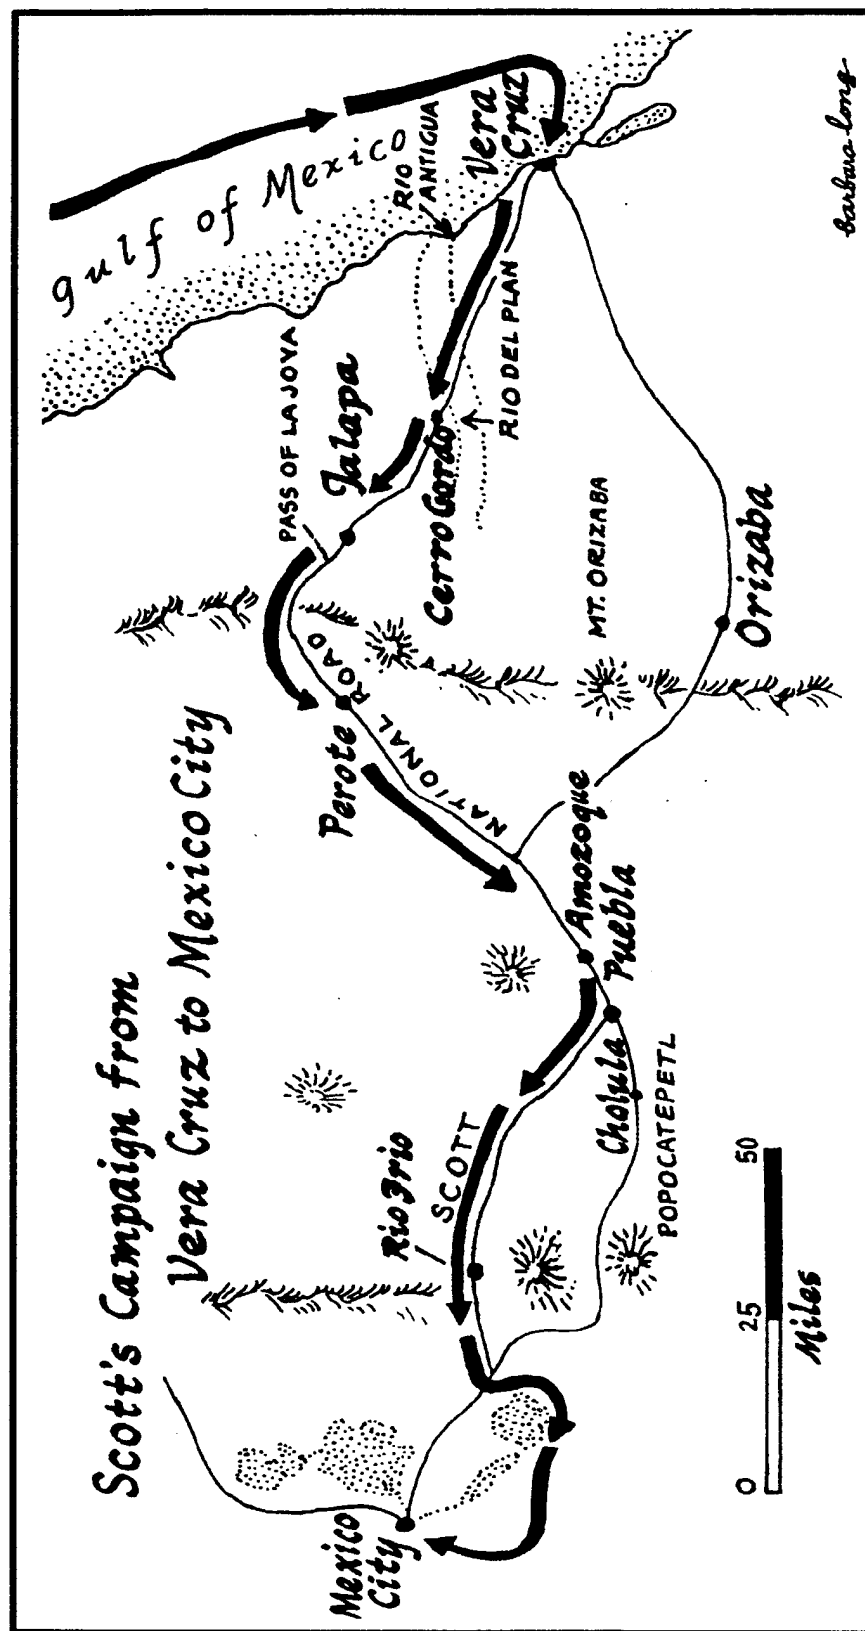 Scott's Campaign from
Vera Cruz to Mexico City
Gulf of Mexico
RIO
ANTIGUA
Vera
Cruz
PASS OF LA JOYA
Jalapa
Cerro Gordo
RIO DEL PLAN
Perote
NATIONAL ROAD
MT. ORIZABA
Orizaba
Amozoque
Puebla
Rio Frio
SCOTT
Cholula
POPOCATEPETL
Mexico
City
0 25 50
Miles
barbara long